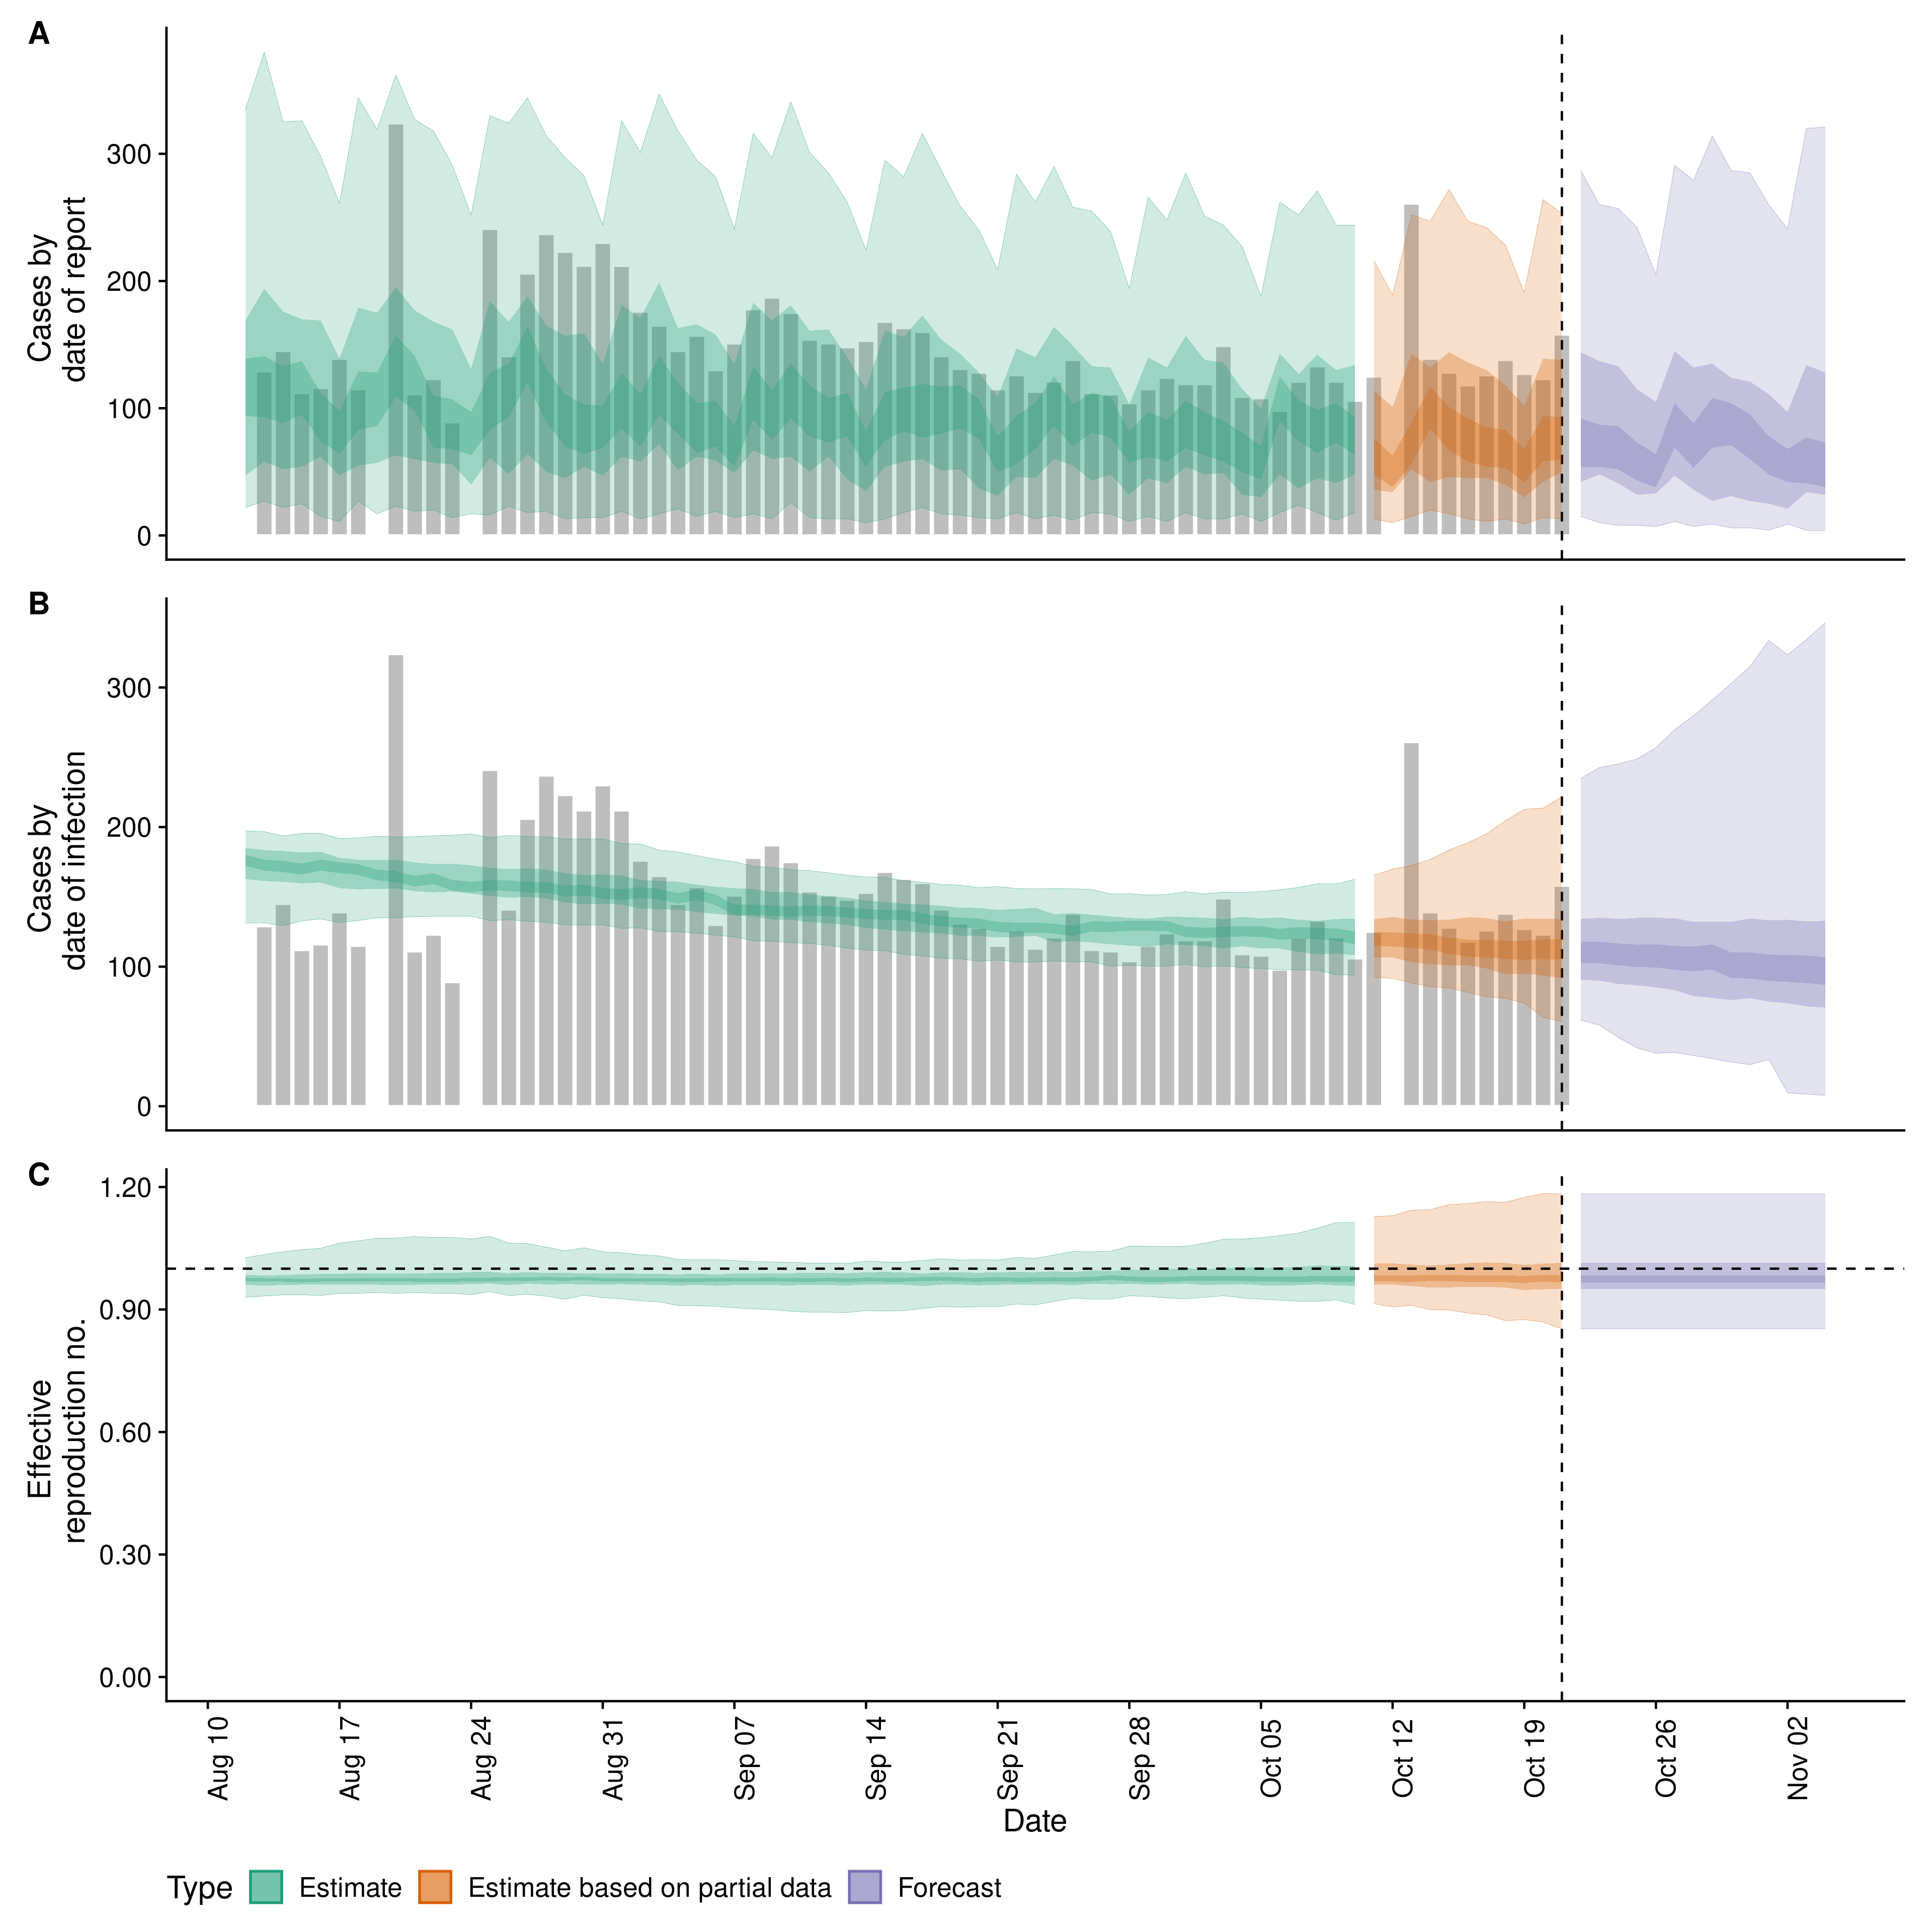 A
Cases by
date of report
300
200
100
0
B
Cases by
date of infection
300
200
100
0
C
Effective
reproduction no.
1.20
0.90
0.60
0.30
0.00
Aug 10
Aug 17
Aug 24
Aug 31
Sep 07
Sep 14
Sep 21
Sep 28
Oct 05
Oct 12
Oct 19
Oct 26
Nov 02
Date
Type Estimate Estimate based on partial data Forecast